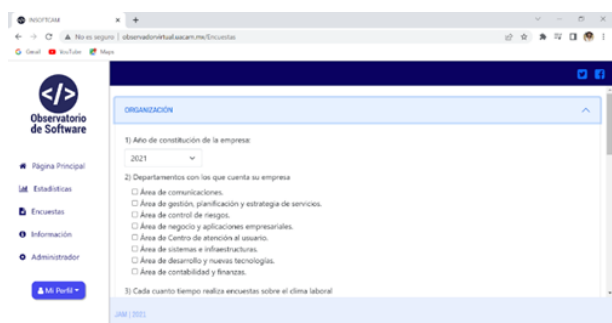 INSOFTCAM
No es seguro | observadorvirtual.uacam.mx/Encuestas
Gmail YouTube Maps
</>
Observatorio
de Software
Página Principal
Estadísticas
Encuestas
Información
Administrador
Mi Perfil
ORGANIZACIÓN
1) Año de constitución de la empresa:
2021
2) Departamentos con los que cuenta su empresa
Área de comunicaciones.
Área de gestión, planificación y estrategia de servicios.
Área de control de riesgos.
Área de negocio y aplicaciones empresariales.
Área de Centro de atención al usuario.
Área de sistemas e infraestructuras.
Área de desarrollo y nuevas tecnologías.
Área de contabilidad y finanzas.
3) Cada cuanto tiempo realiza encuestas sobre el clima laboral
JAM | 2021